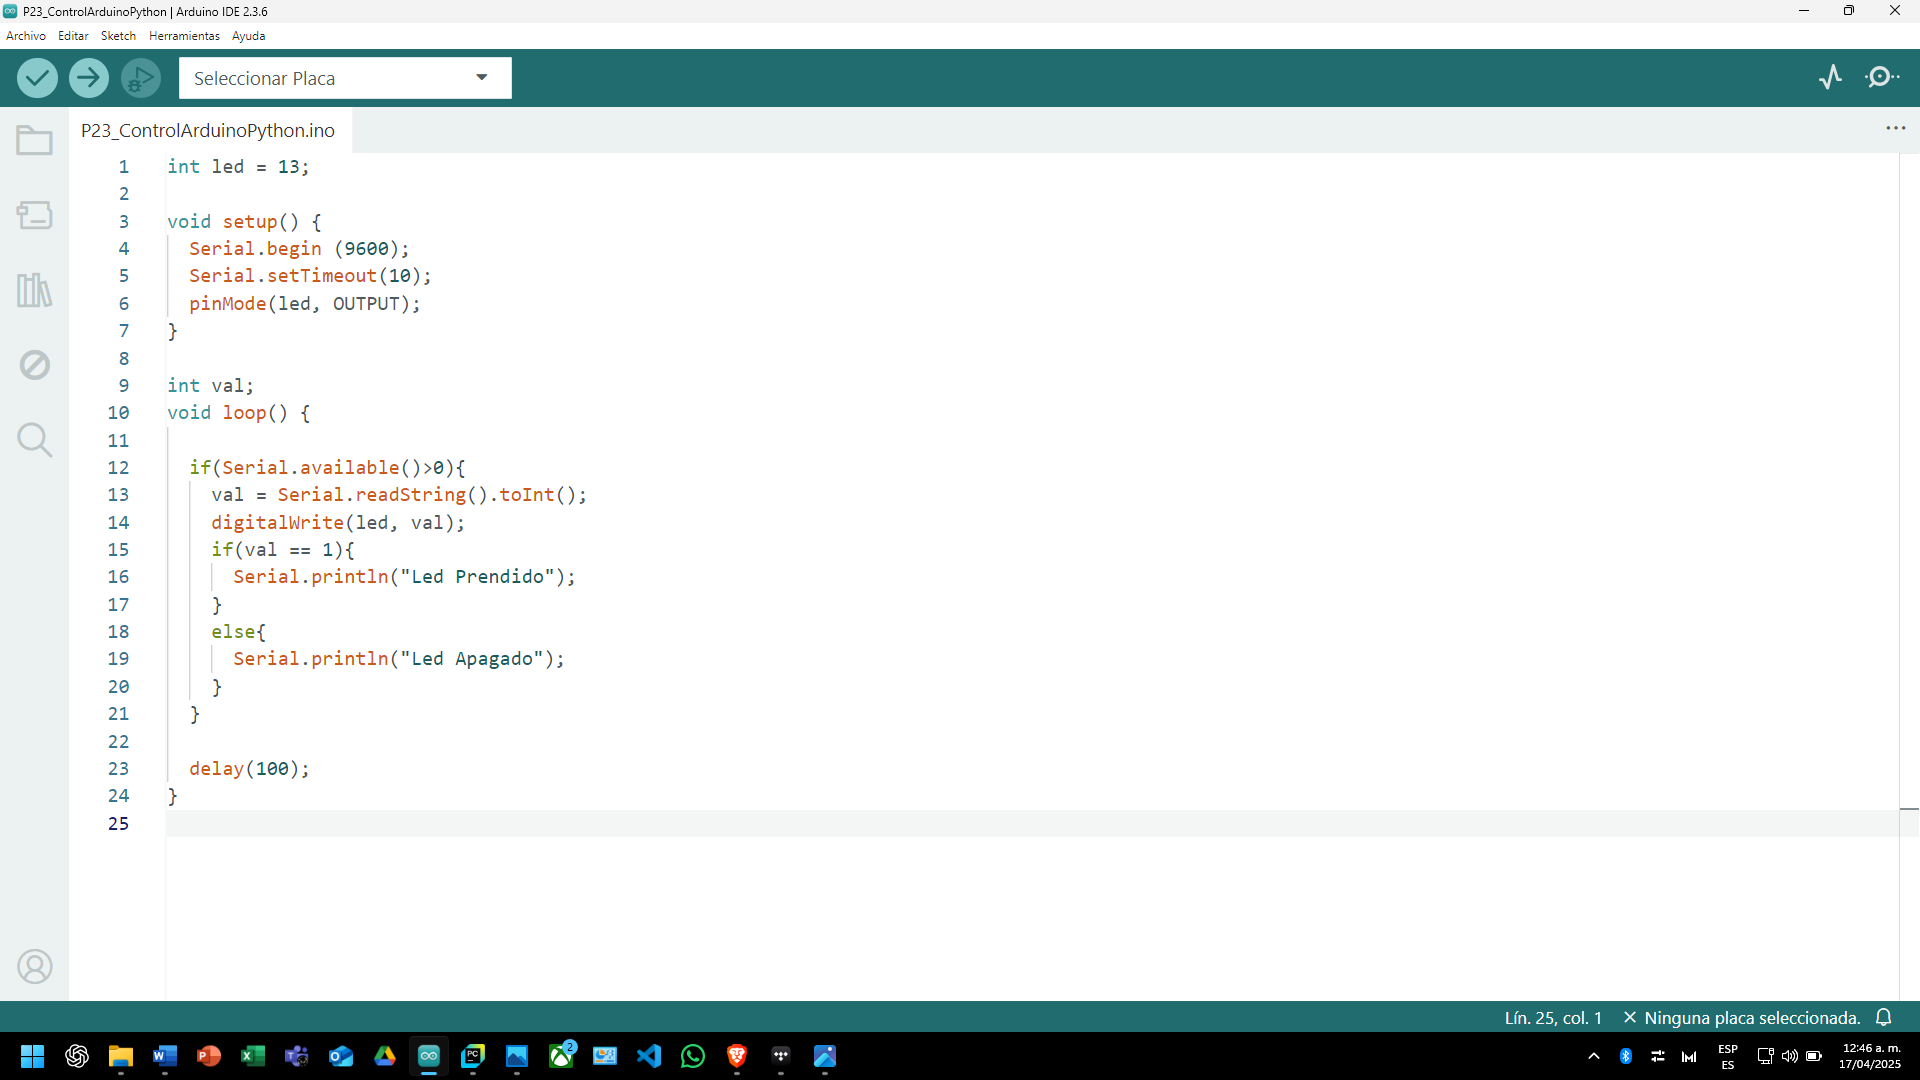 P23_ControlArduinoPython | Arduino IDE 2.3.6
Archivo Editar Sketch Herramientas Ayuda
Seleccionar Placa
P23_ControlArduinoPython.ino
1 int led = 13;
2
3 void setup() {
4 Serial.begin (9600);
5 Serial.setTimeout(10);
6 pinMode(led, OUTPUT);
7 }
8
9 int val;
10 void loop() {
11
12 if(Serial.available()>0){
13 val = Serial.readString().toInt();
14 digitalWrite(led, val);
15 if(val == 1){
16 Serial.println("Led Prendido");
17 }
18 else{
19 Serial.println("Led Apagado");
20 }
21 }
22
23 delay(100);
24 }
25
Lín. 25, col. 1 Ninguna placa seleccionada.
2
ESP
ES
12:46 a. m.
17/04/2025